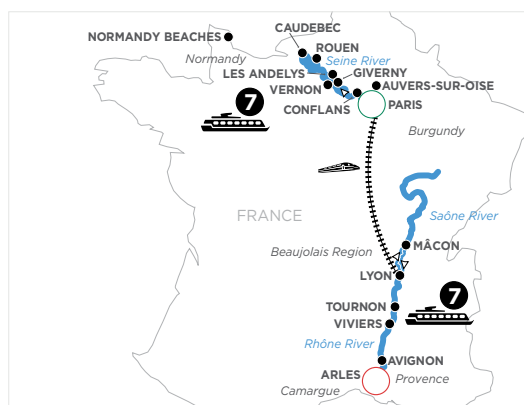 CAUDEBEC
NORMANDY BEACHES
ROUEN
Normandy
Seine River
LES ANDELYS
GIVERNY
VERNON
AUVERS-SUR-OISE
CONFLANS
PARIS
7
Burgundy
FRANCE
Saône River
Beaujolais Region
MÂCON
LYON
7
TOURNON
VIVIERS
Rhône River
AVIGNON
ARLES
Provence
Camargue